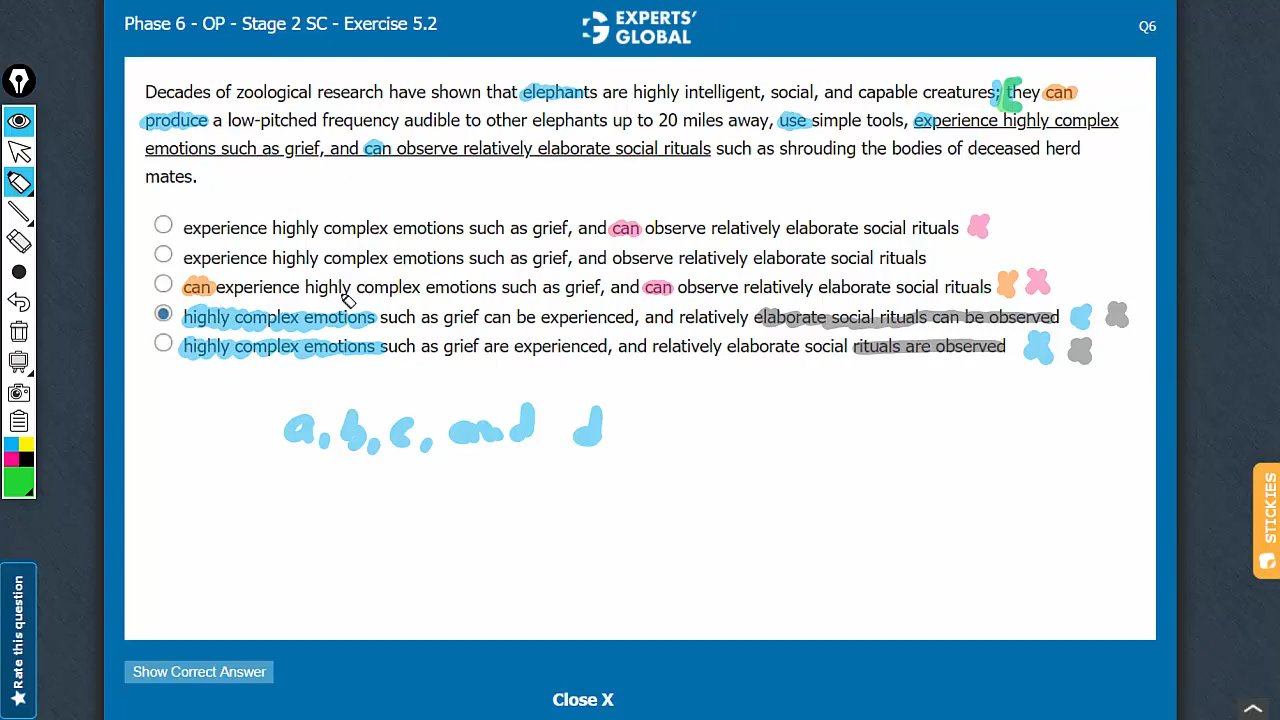 Phase 6 - OP - Stage 2 SC - Exercise 5.2
EXPERTS'
GLOBAL
Q6
Decades of zoological research have shown that elephants are highly intelligent, social, and capable creatures; they can
produce a low-pitched frequency audible to other elephants up to 20 miles away, use simple tools, experience highly complex
emotions such as grief, and can observe relatively elaborate social rituals such as shrouding the bodies of deceased herd
mates.
experience highly complex emotions such as grief, and can observe relatively elaborate social rituals
experience highly complex emotions such as grief, and observe relatively elaborate social rituals
can experience highly complex emotions such as grief, and can observe relatively elaborate social rituals
highly complex emotions such as grief can be experienced, and relatively elaborate social rituals can be observed
highly complex emotions such as grief are experienced, and relatively elaborate social rituals are observed
a, b, c, and d
Show Correct Answer
Close X
STICKIES
Rate this question